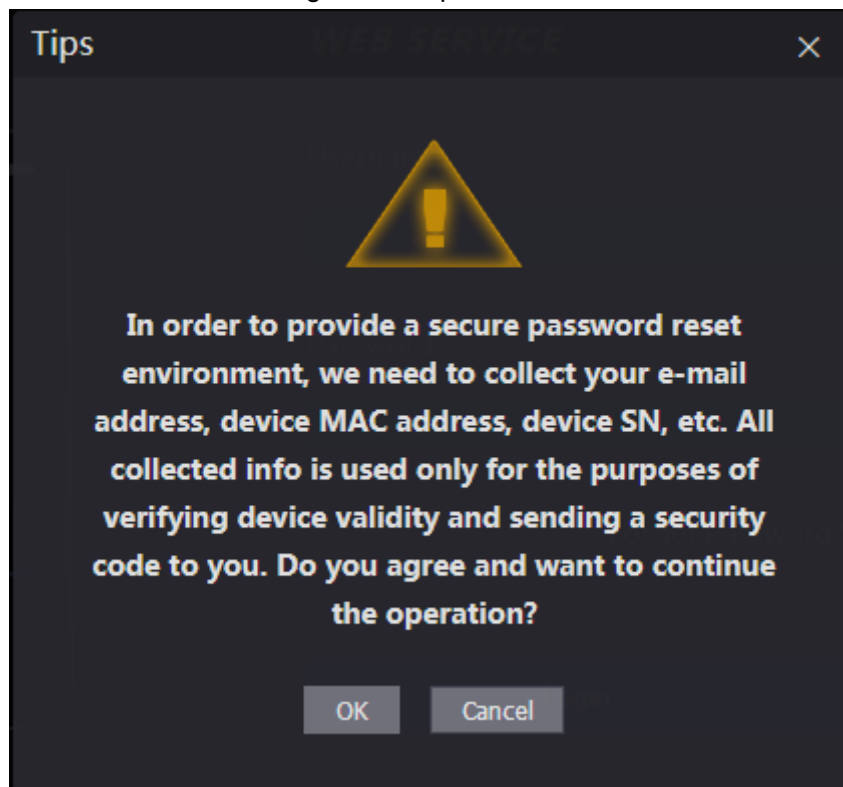 Tips
WEB SERVICE
In order to provide a secure password reset
environment, we need to collect your e-mail
address, device MAC address, device SN, etc. All
collected info is used only for the purposes of
verifying device validity and sending a security
code to you. Do you agree and want to continue
the operation?
OK
Cancel